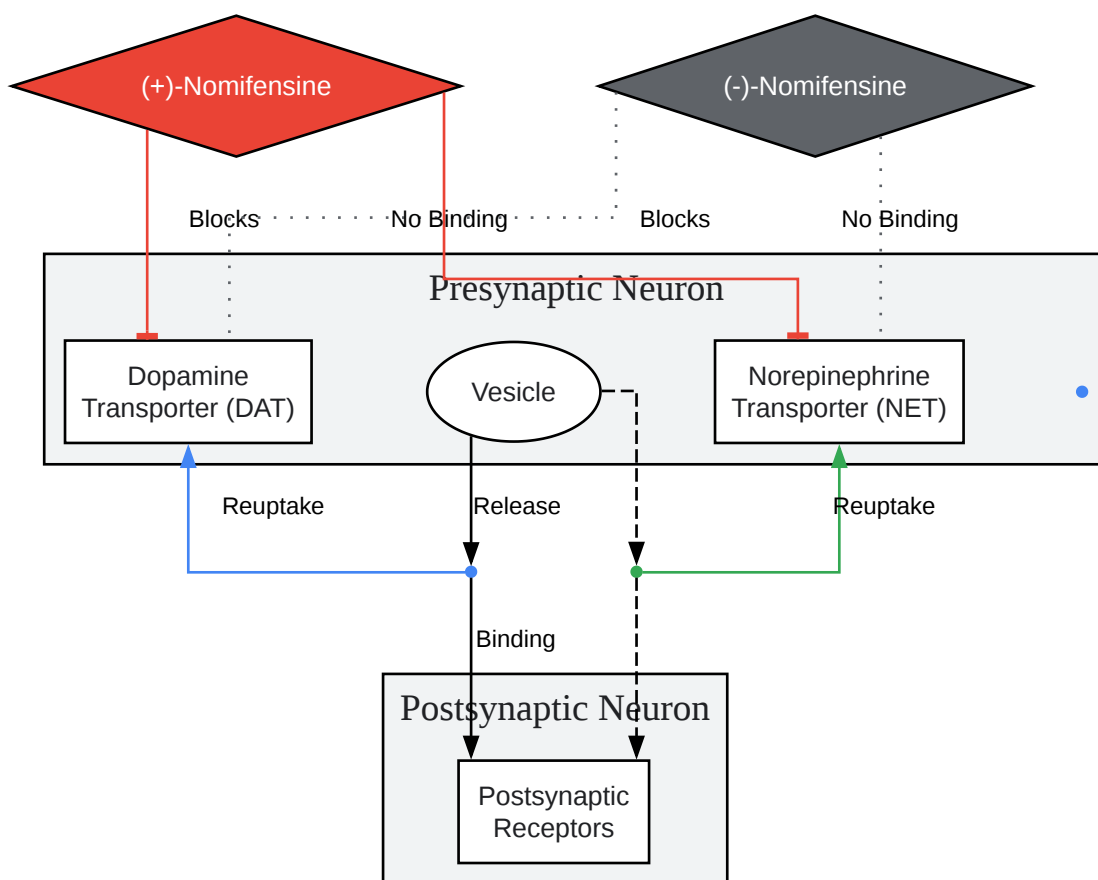 (+)-Nomifensine
(-)-Nomifensine
Blocks
No Binding
Blocks
No Binding
Presynaptic Neuron
Dopamine
Transporter (DAT)
Vesicle
Norepinephrine
Transporter (NET)
Reuptake
Release
Reuptake
Binding
Postsynaptic Neuron
Postsynaptic
Receptors